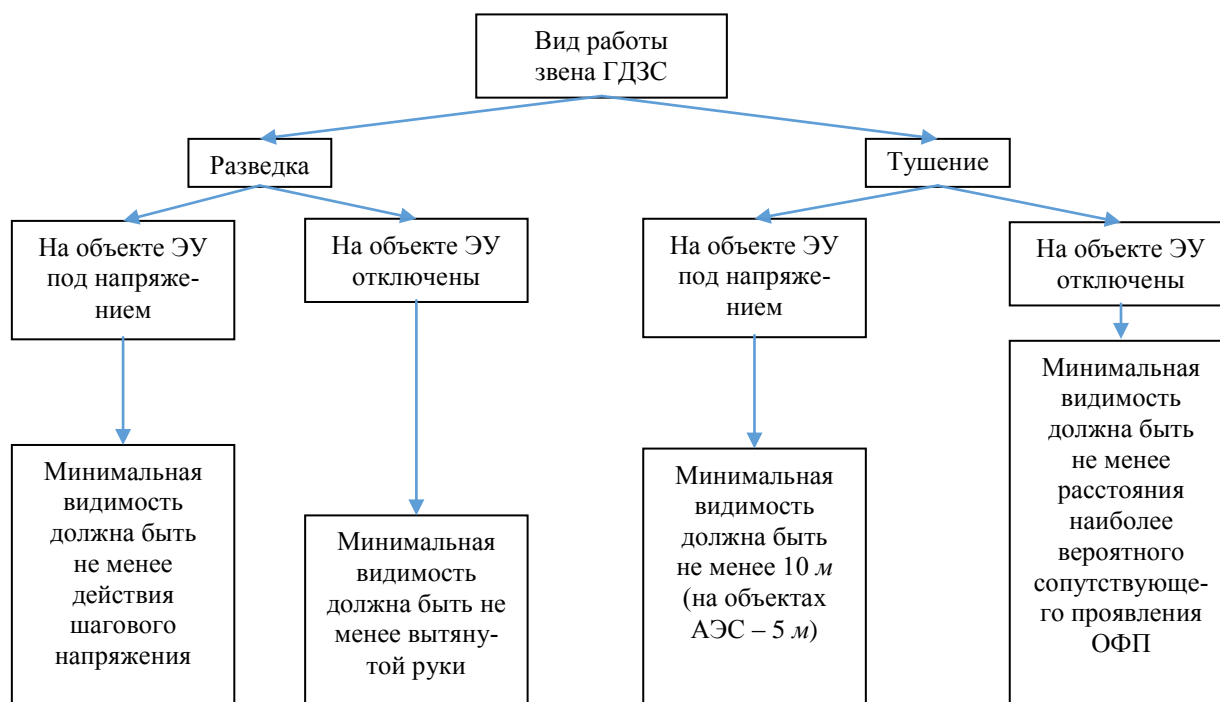 Вид работы
звена ГДЗС
Разведка
Тушение
На объекте ЭУ
под напряже-
нием
На объекте ЭУ
отключены
На объекте ЭУ
под напряже-
нием
На объекте ЭУ
отключены
Минимальная
видимость
должна быть
не менее
действия
шагового
напряжения
Минимальная
видимость
должна быть не
менее вытяну-
той руки
Минимальная
видимость
должна быть
не менее 10 м
(на объектах
АЭС – 5 м)
Минимальная
видимость
должна быть
не менее
расстояния
наиболее
вероятного
сопутствующе-
го проявления
ОФП